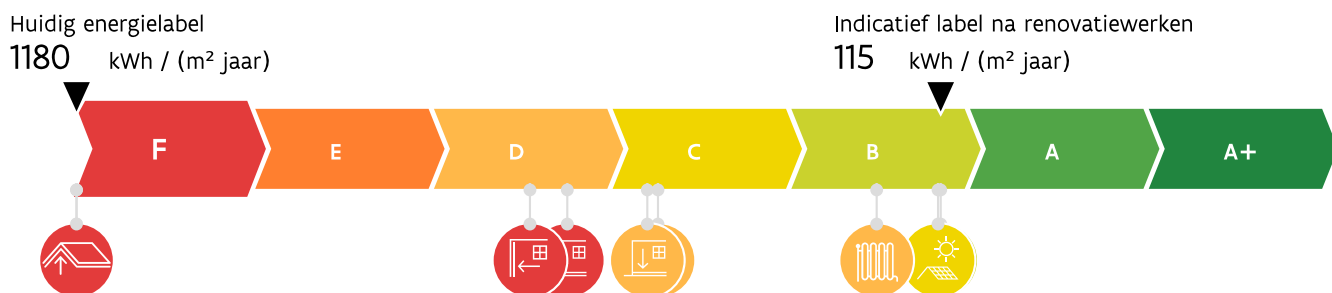 Huidig energielabel
1180 kWh / (m² jaar)
Indicatief label na renovatiewerken
115 kWh / (m² jaar)
F E D C B A A+